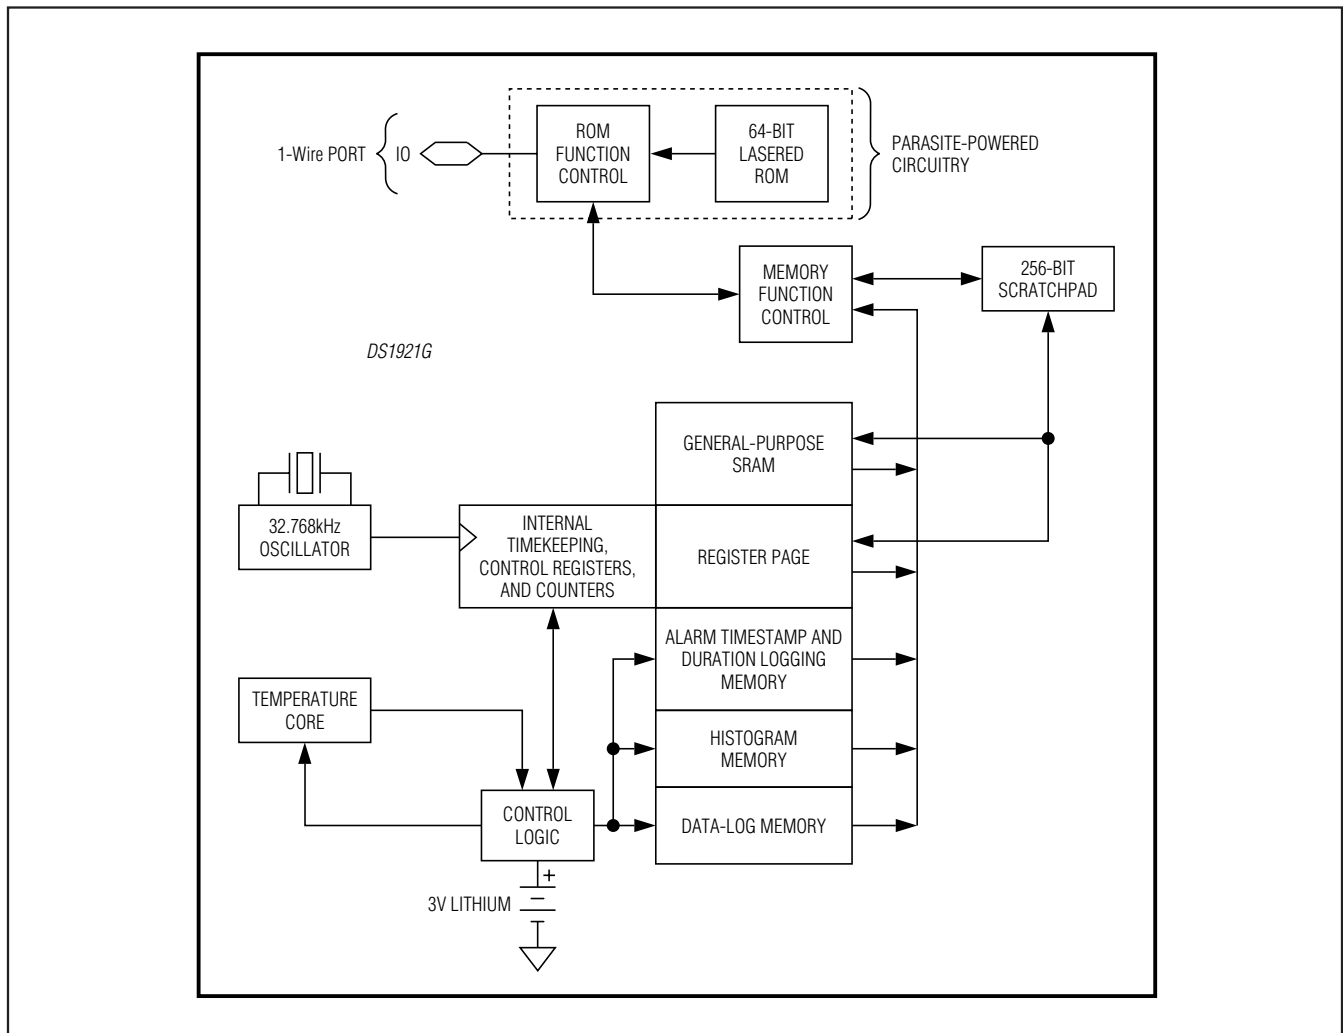 ROM
FUNCTION
CONTROL
64-BIT
LASERED
ROM
1-Wire PORT
IO
PARASITE-POWERED
CIRCUITRY
MEMORY
FUNCTION
CONTROL
256-BIT
SCRATCHPAD
DS1921G
GENERAL-PURPOSE
SRAM
32.768kHz
OSCILLATOR
INTERNAL
TIMEKEEPING,
CONTROL REGISTERS,
AND COUNTERS
REGISTER PAGE
ALARM TIMESTAMP AND
DURATION LOGGING
MEMORY
TEMPERATURE
CORE
HISTOGRAM
MEMORY
CONTROL
LOGIC
DATA-LOG MEMORY
3V LITHIUM
+